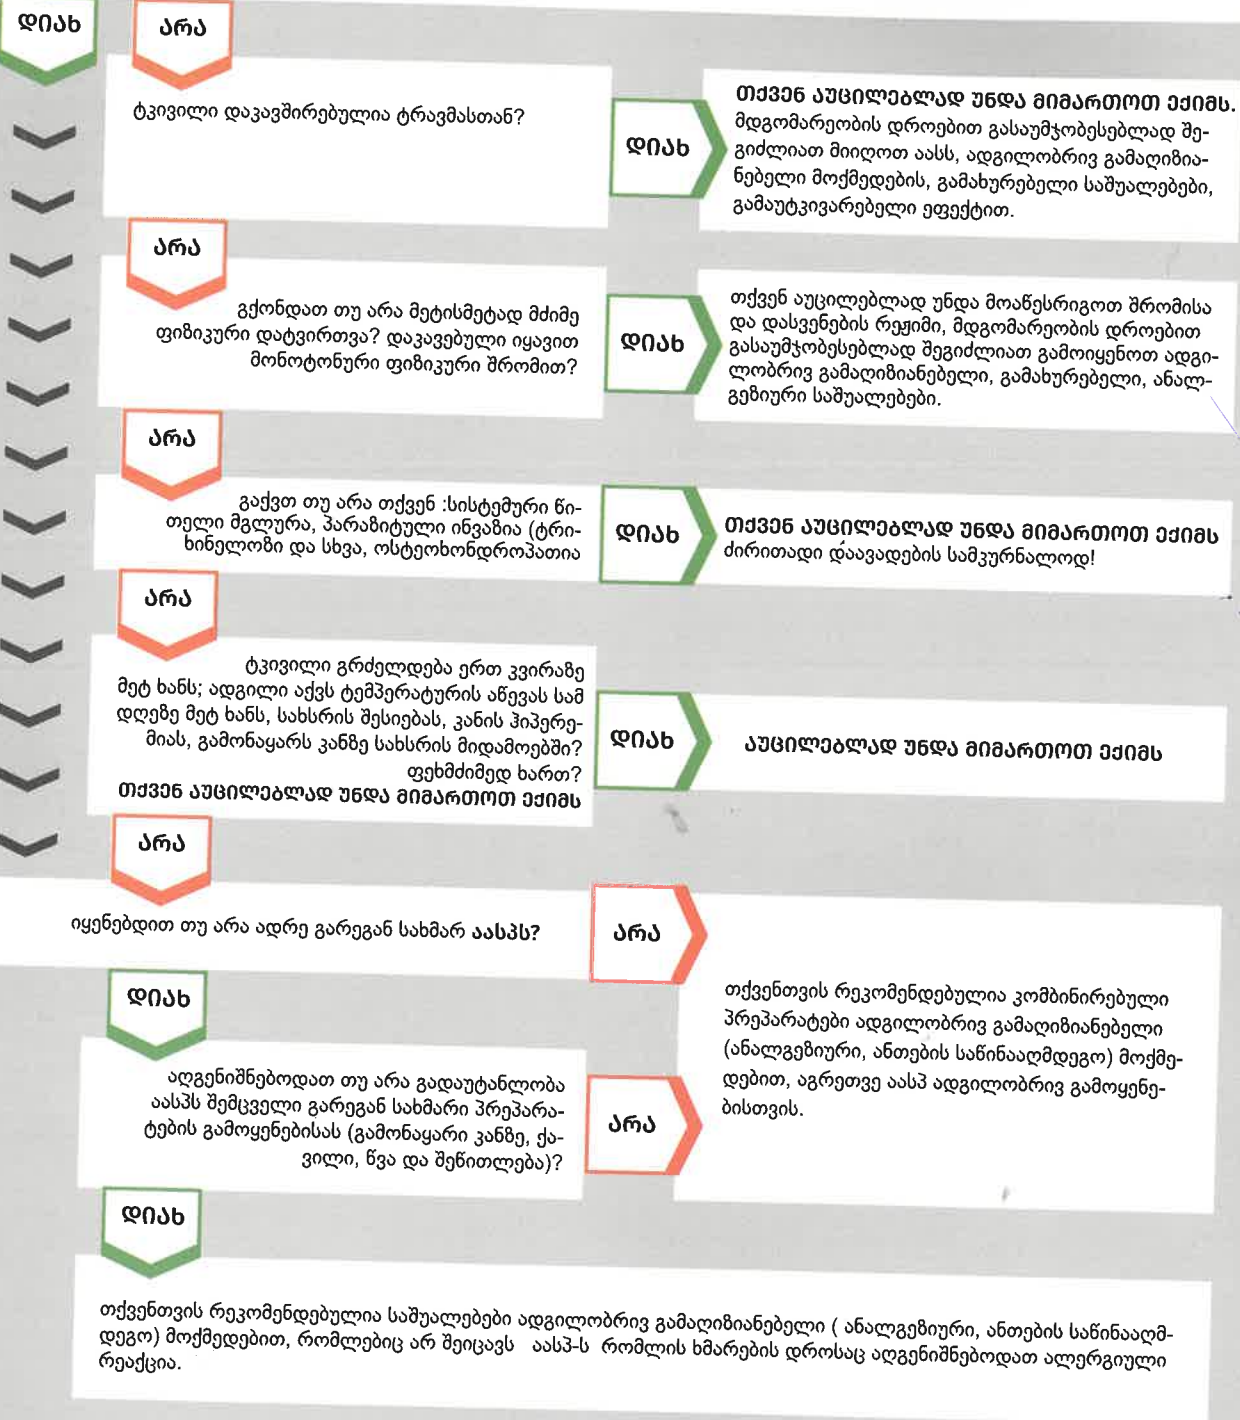 დიახ
არა
ტკივილი დაკავშირებულია ტრავმასთან?
დიახ
თქვენ აუცილებლად უნდა მიმართოთ ექიმს.
მდგომარეობის დროებით გასაუმჯობესებლად შე-
გიძლიათ მიიღოთ აასს, ადგილობრივ გამაღიზია-
ნებელი მოქმედების, გამახურებელი საშუალებები,
გამაუტკივარებელი ეფექტით.
არა
გქონდათ თუ არა მეტისმეტად მძიმე
ფიზიკური დატვირთვა? დაკავებული იყავით
მონოტონური ფიზიკური შრომით?
დიახ
თქვენ აუცილებლად უნდა მოაწესრიგოთ შრომისა
და დასვენების რეჟიმი, მდგომარეობის დროებით
გასაუმჯობესებლად შეგიძლიათ გამოიყენოთ ადგი-
ლობრივ გამაღიზიანებელი, გამახურებელი, ანალ-
გეზიური საშუალებები.
არა
გაქვთ თუ არა თქვენ :სისტემური წი-
თელი მგლურა, პარაზიტული ინვაზია (ტრი-
ხინელოზი და სხვა, ოსტეოხონდროპათია
დიახ
თქვენ აუცილებლად უნდა მიმართოთ ექიმს
ძირითადი დაავადების სამკურნალოდ!
არა
ტკივილი გრძელდება ერთ კვირაზე
მეტ ხანს; ადგილი აქვს ტემპერატურის აწევას სამ
დღეზე მეტ ხანს, სახსრის შესიებას, კანის ჰიპერე-
მიას, გამონაყარს კანზე სახსრის მიდამოებში?
ფეხმძიმედ ხართ?
თქვენ აუცილებლად უნდა მიმართოთ ექიმს
დიახ
აუცილებლად უნდა მიმართოთ ექიმს
არა
იყენებდით თუ არა ადრე გარეგან სახმარ აასპს?
არა
თქვენთვის რეკომენდებულია კომბინირებული
პრეპარატები ადგილობრივ გამაღიზიანებელი
(ანალგეზიური, ანთების საწინააღმდეგო) მოქმე-
დებით, აგრეთვე აასპ ადგილობრივ გამოყენე-
ბისთვის.
დიახ
აღგენიშნებოდათ თუ არა გადაუტანლობა
აასპს შემცველი გარეგან სახმარი პრეპარა-
ტების გამოყენებისას (გამონაყარი კანზე, ქა-
ვილი, წვა და შეწითლება)?
არა
დიახ
თქვენთვის რეკომენდებულია საშუალებები ადგილობრივ გამაღიზიანებელი ( ანალგეზიური, ანთების საწინააღმ-
დეგო) მოქმედებით, რომლებიც არ შეიცავს აასპ-ს რომლის ხმარების დროსაც აღგენიშნებოდათ ალერგიული
რეაქცია.